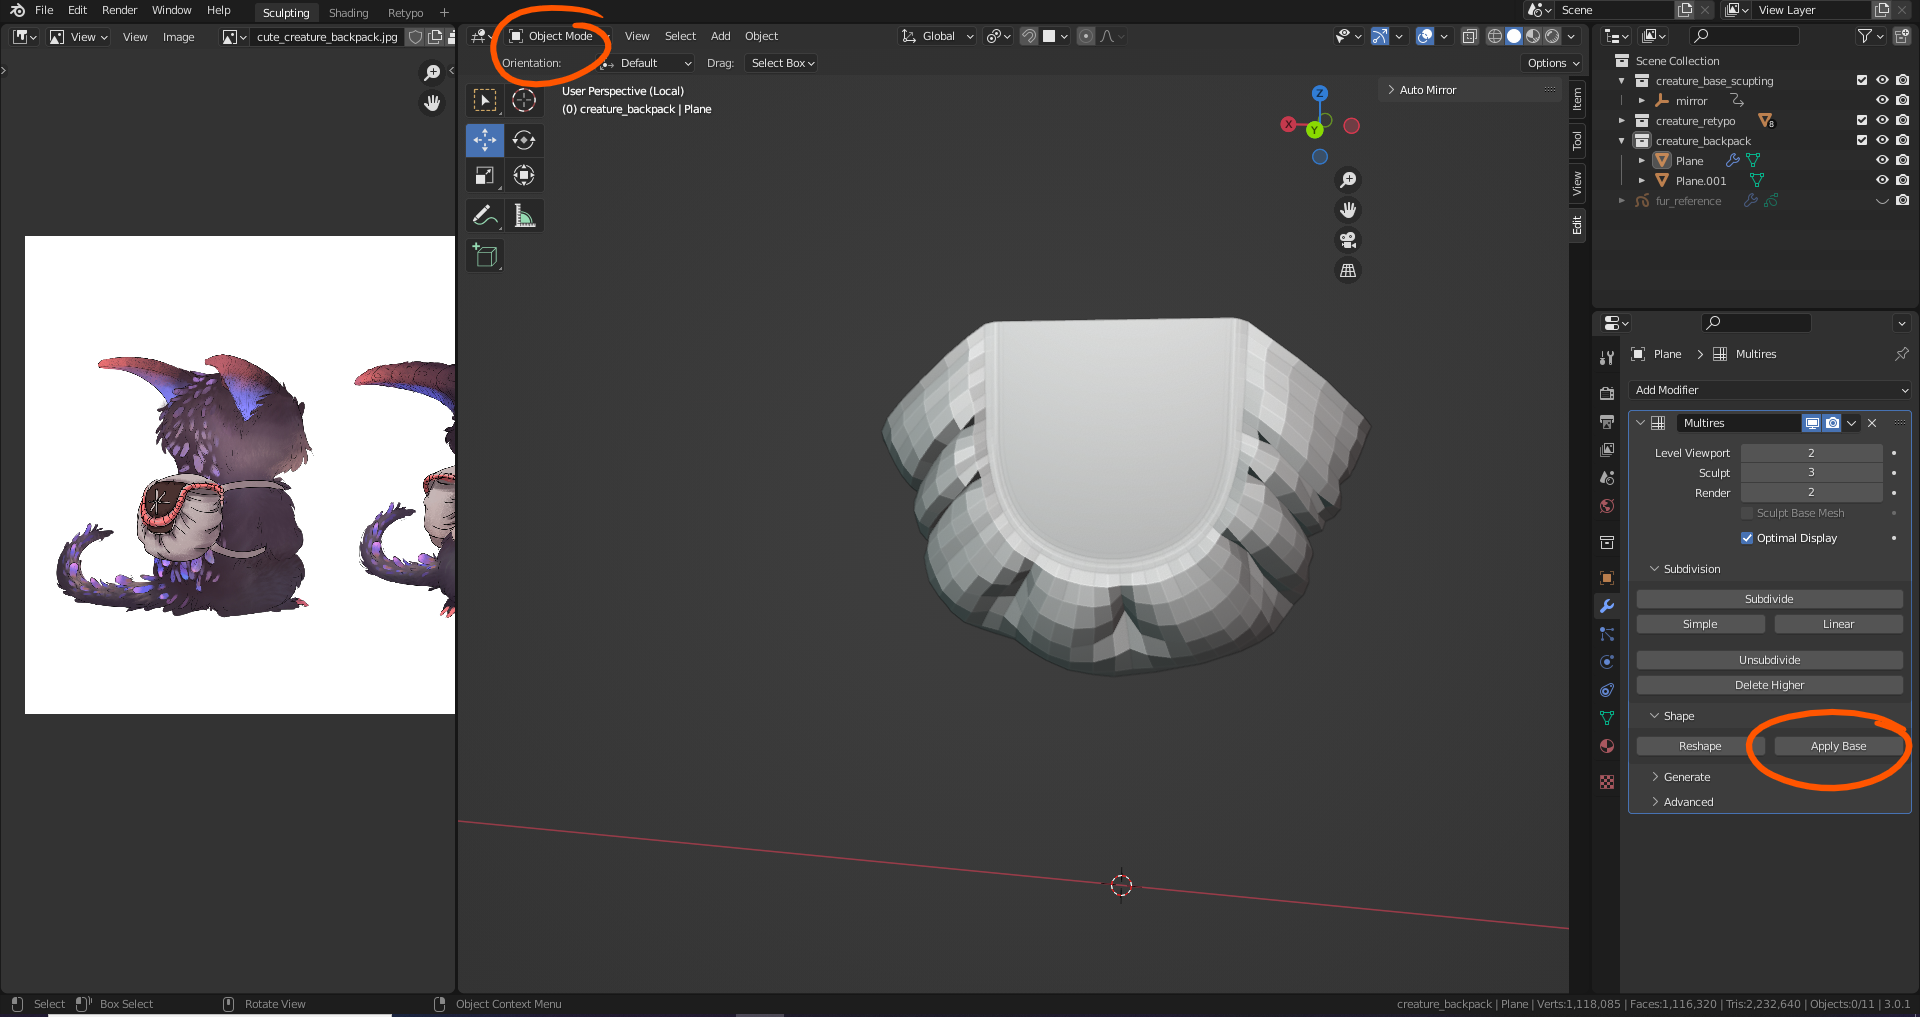 File Edit Render Window Help Sculpting Shading Retypo + Scene View Layer
View View Image cute_creature_backpack.jpg Object Mode View Select Add Object Global
Orientation: Default Drag: Select Box Options
User Perspective (Local)
(0) creature_backpack | Plane
Auto Mirror
Z
X
Y
Item
Tool
View
Edit
Scene Collection
creature_base_scupting
mirror
creature_retypo 8
creature_backpack
Plane
Plane.001
fur_reference
Plane > Multires
Add Modifier
Multires
Level Viewport 2
Sculpt 3
Render 2
Sculpt Base Mesh
Optimal Display
Subdivision
Subdivide
Simple Linear
Unsubdivide
Delete Higher
Shape
Reshape Apply Base
Generate
Advanced
Select Box Select Rotate View Object Context Menu creature_backpack | Plane | Verts:1,118,085 | Faces:1,116,320 | Tris:2,232,640 | Objects:0/11 | 3.0.1